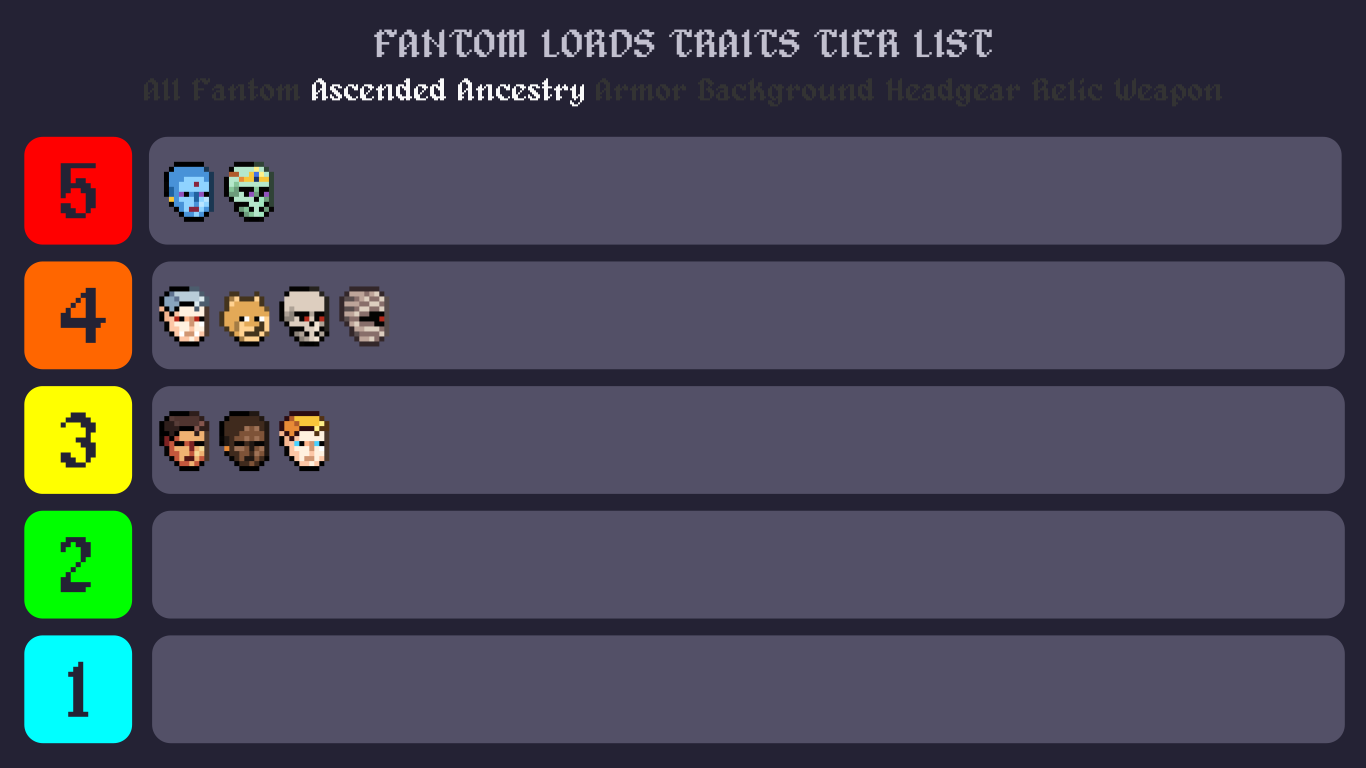 FANTOM LORDS TRAITS TIER LIST
All Fantom Ascended Ancestry Armor Background Headgear Relic Weapon
5
4
3
2
1